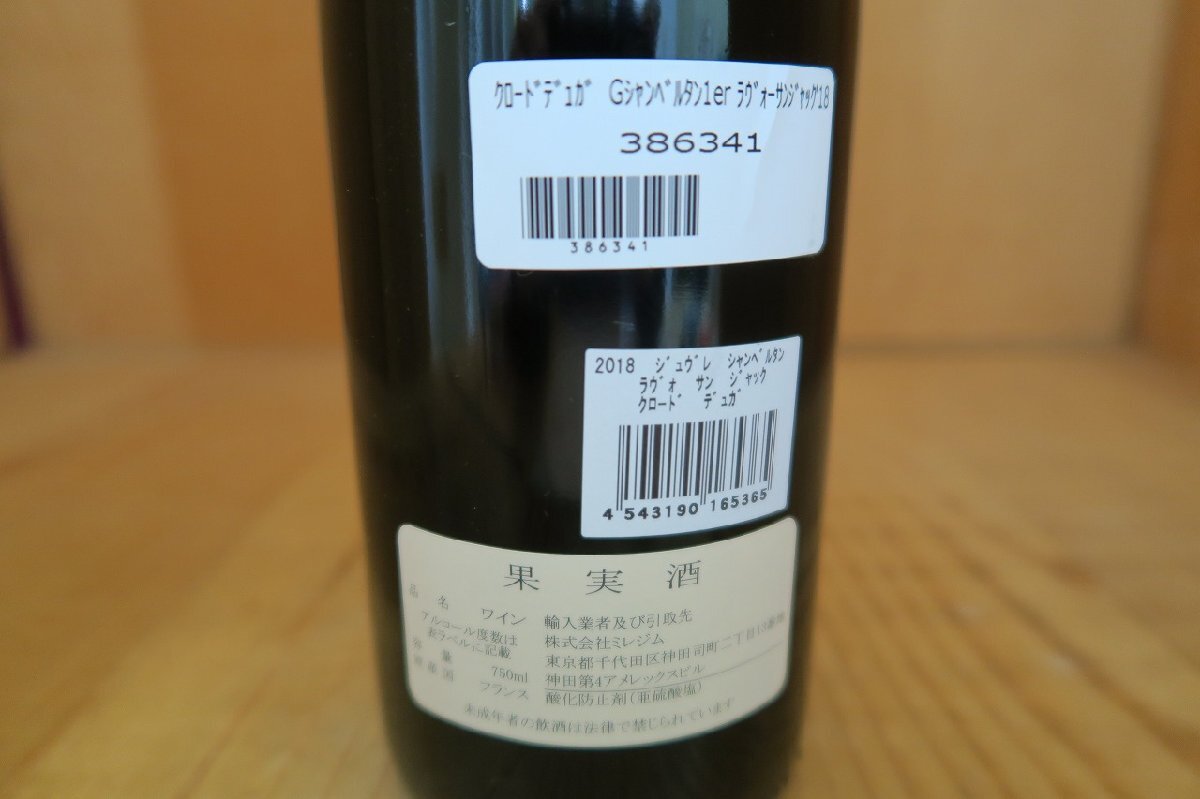 ｸﾛｰﾄﾞﾃﾞｭｶﾞ Gｼｬﾝﾍﾞﾙﾀﾝ1er ﾗｳﾞｫｰｻﾝｼﾞｬｯｸ'18
386341
386341
2018 ｼﾞｭｳﾞﾚ ｼｬﾝﾍﾞﾙﾀﾝ
ﾗｳﾞｫ ｻﾝ ｼﾞｬｯｸ
ｸﾛｰﾄﾞ ﾃﾞｭｶﾞ
4 543190 165365
果実酒
品名 ワイン
アルコール度数は
表ラベルに記載
容量 750ml
原産国 フランス
輸入業者及び引取先
株式会社ミレジム
東京都千代田区神田司町二丁目13番地
神田第4アメレックスビル
酸化防止剤(亜硫酸塩)
未成年者の飲酒は法律で禁じられています